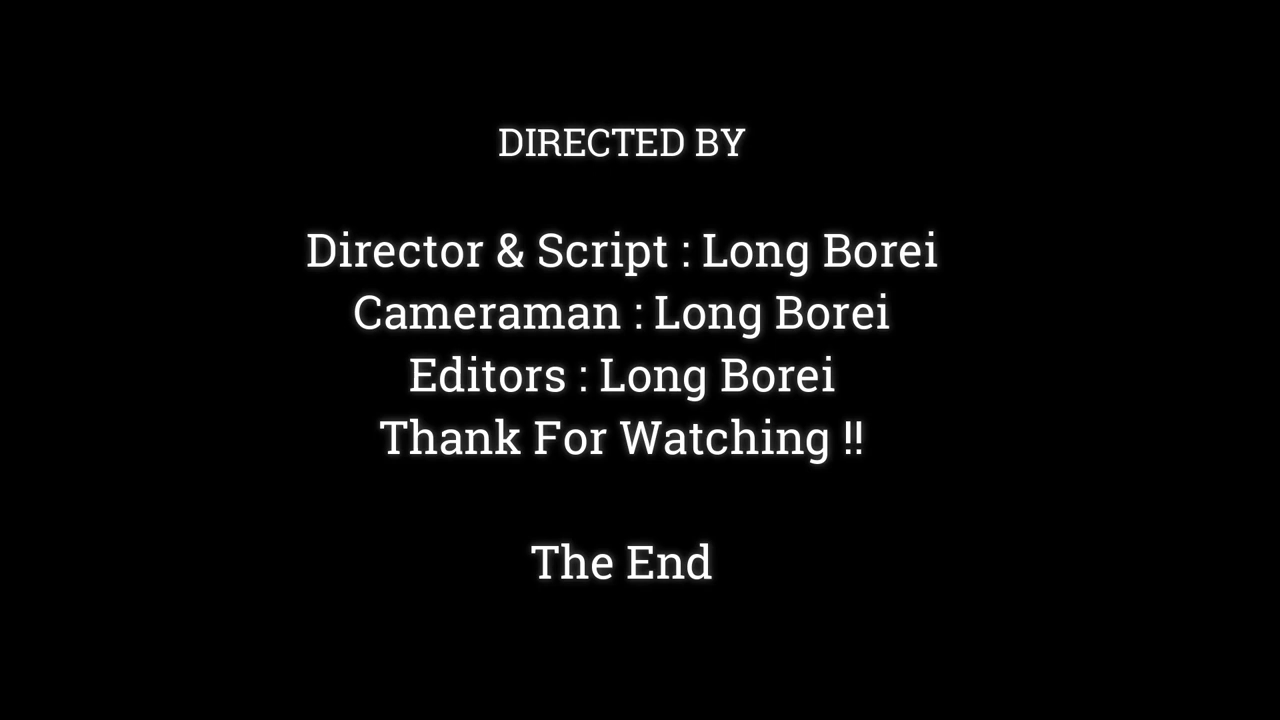 DIRECTED BY
Director & Script : Long Borei
Cameraman : Long Borei
Editors : Long Borei
Thank For Watching !!
The End